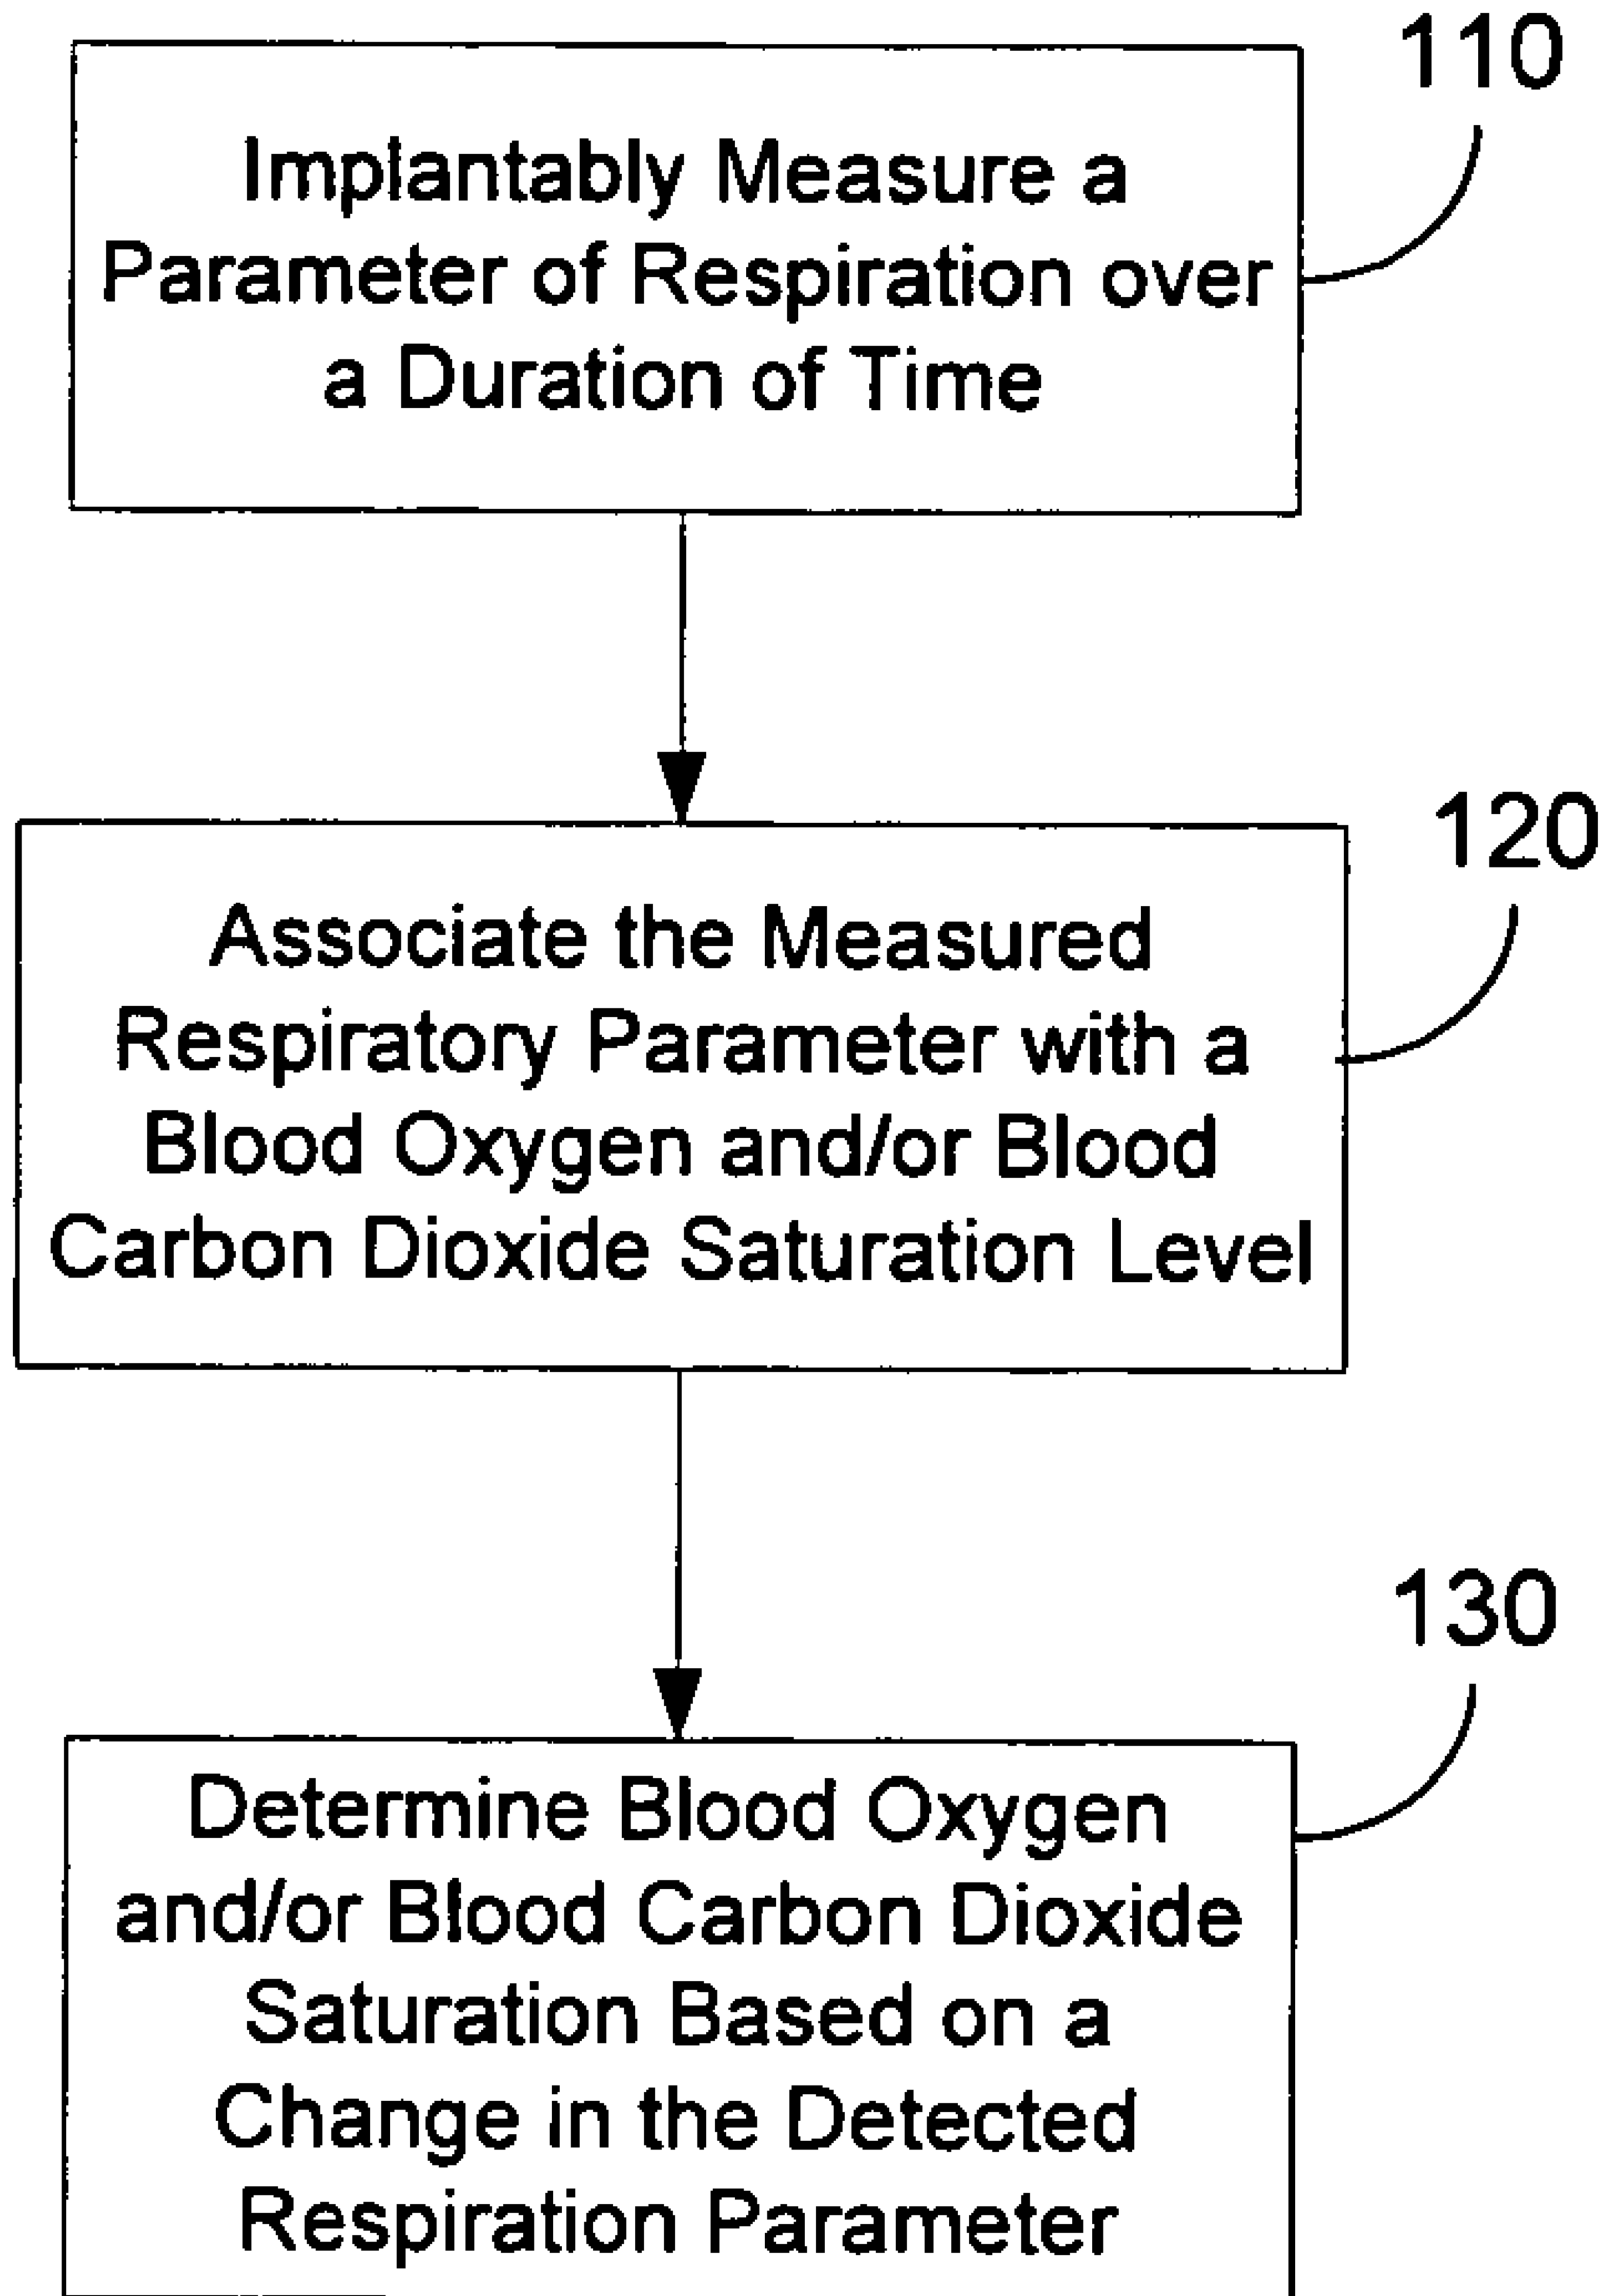 110
Implantably Measure a
Parameter of Respiration over
a Duration of Time
120
Associate the Measured
Respiratory Parameter with a
Blood Oxygen and/or Blood
Carbon Dioxide Saturation Level
130
Determine Blood Oxygen
and/or Blood Carbon Dioxide
Saturation Based on a
Change in the Detected
Respiration Parameter